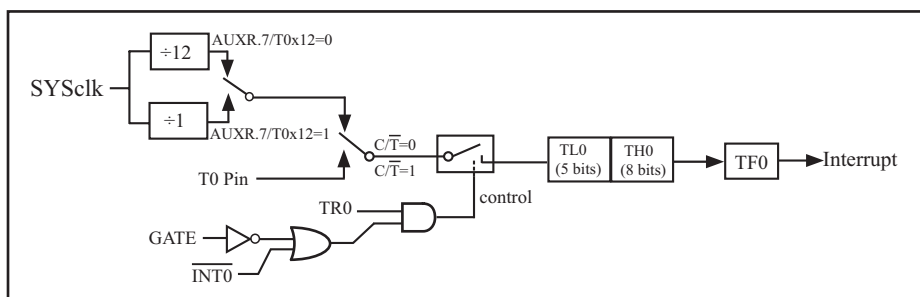 AUXR.7/T0x12=0
÷12
SYSclk
÷1
AUXR.7/T0x12=1
C/T̅=0
C/T̅=1
T0 Pin
TL0
(5 bits)
TH0
(8 bits)
TF0
Interrupt
control
TR0
GATE
I̅N̅T̅0̅